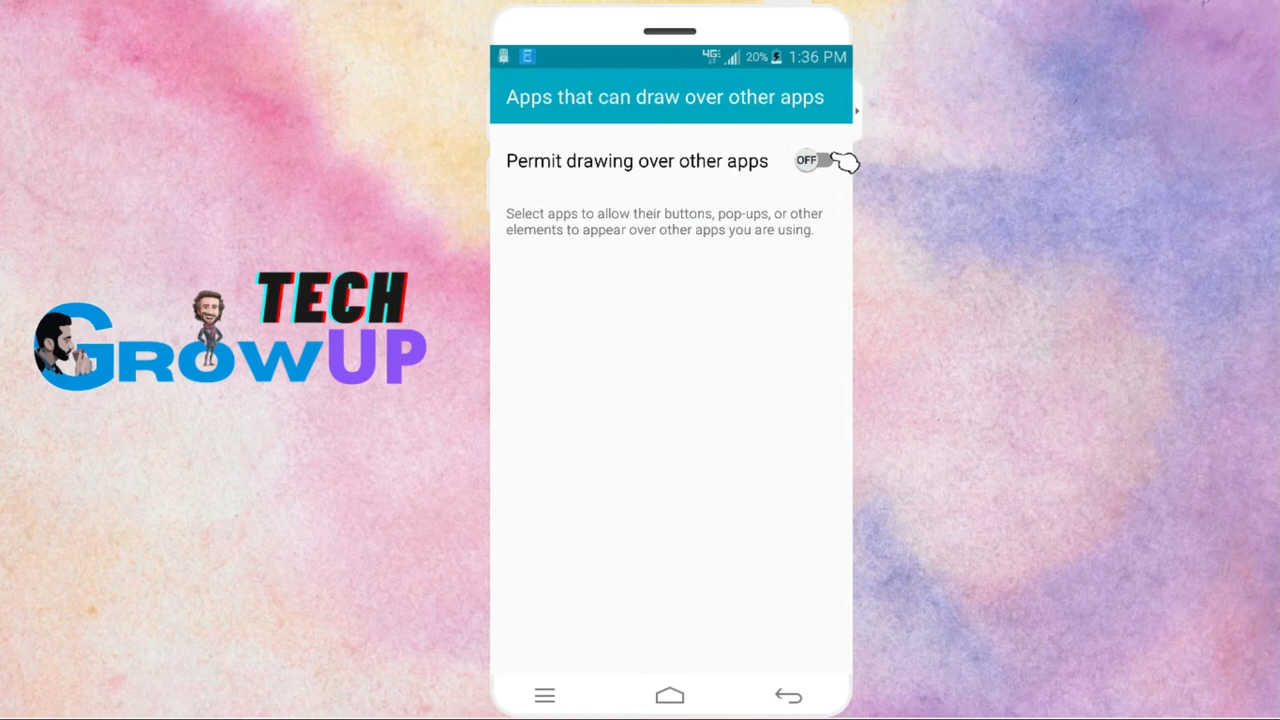 4G
20%
1:36 PM
Apps that can draw over other apps
Permit drawing over other apps
OFF
Select apps to allow their buttons, pop-ups, or other
elements to appear over other apps you are using.
TECH
GROWUP